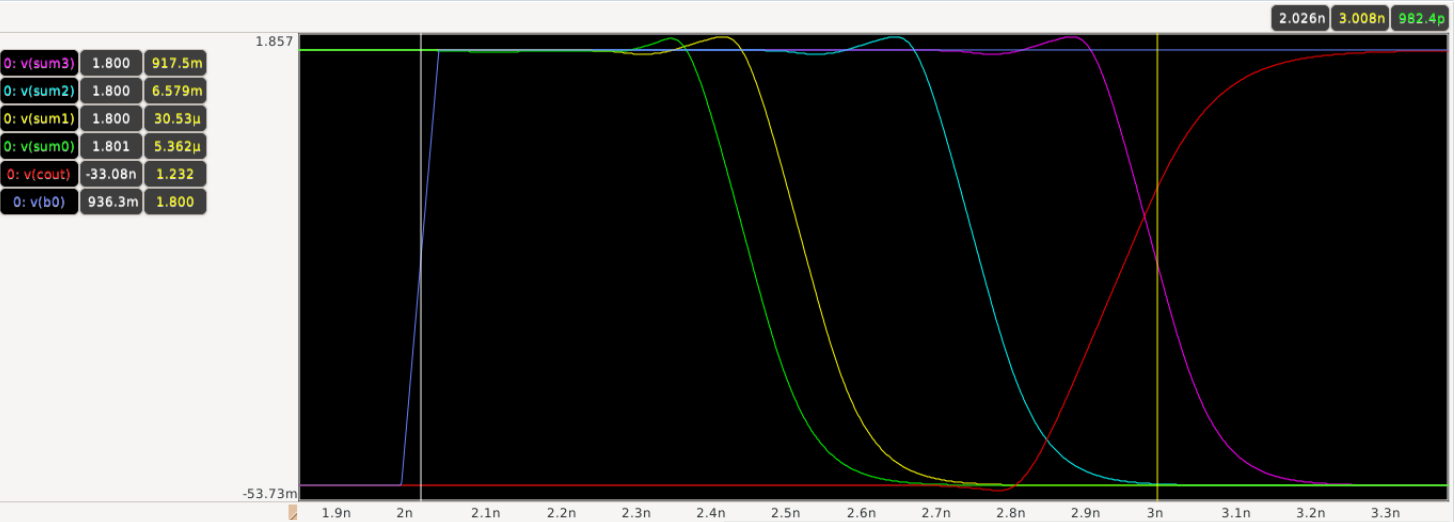 2.026n 3.008n 982.4p
1.857
0: v(sum3) 1.800 917.5m
0: v(sum2) 1.800 6.579m
0: v(sum1) 1.800 30.53µ
0: v(sum0) 1.801 5.362µ
0: v(cout) -33.08n 1.232
0: v(b0) 936.3m 1.800
-53.73m
1.9n 2n 2.1n 2.2n 2.3n 2.4n 2.5n 2.6n 2.7n 2.8n 2.9n 3n 3.1n 3.2n 3.3n